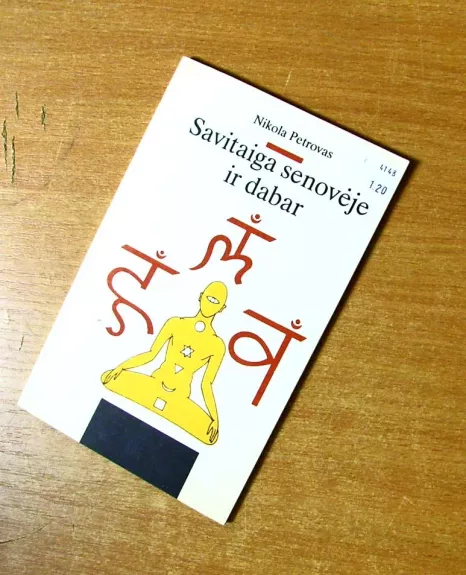 Nikola Petrovas
Savitaiga senovėje
ir dabar
4148
1.20
लं
हं
वं